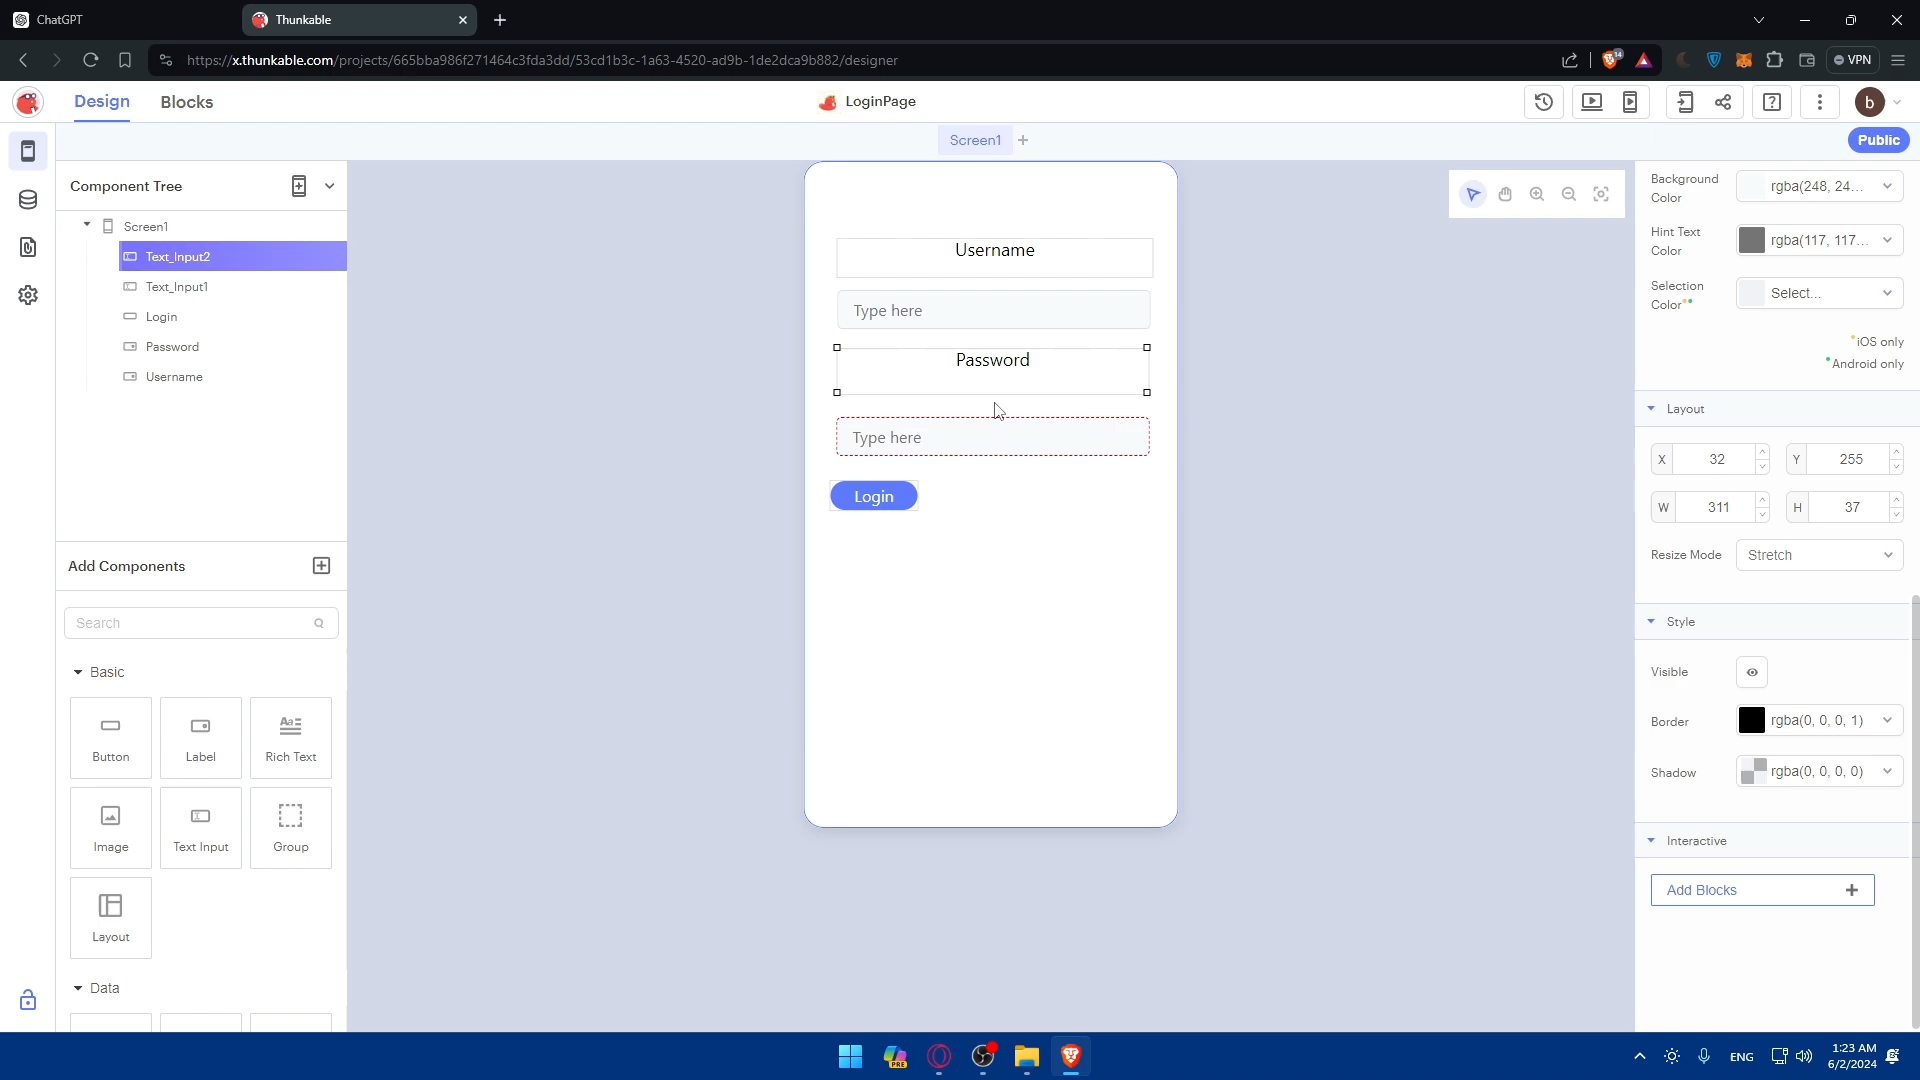 ChatGPT
Thunkable
https://x.thunkable.com/projects/665bba986f271464c3fda3dd/53cd1b3c-1a63-4520-ad9b-1de2dca9b882/designer
14
VPN
Design
Blocks
LoginPage
b
Screen1
Public
Component Tree
Screen1
Text_Input2
Text_Input1
Login
Password
Username
Add Components
Search
Basic
Button
Label
Rich Text
Image
Text Input
Group
Layout
Data
Username
Type here
Password
Type here
Login
Background Color
rgba(248, 24...
Hint Text Color
rgba(117, 117...
Selection Color**
Select...
*iOS only
*Android only
Layout
X 32
Y 255
W 311
H 37
Resize Mode
Stretch
Style
Visible
Border
rgba(0, 0, 0, 1)
Shadow
rgba(0, 0, 0, 0)
Interactive
Add Blocks
PRE
ENG
1:23 AM
6/2/2024